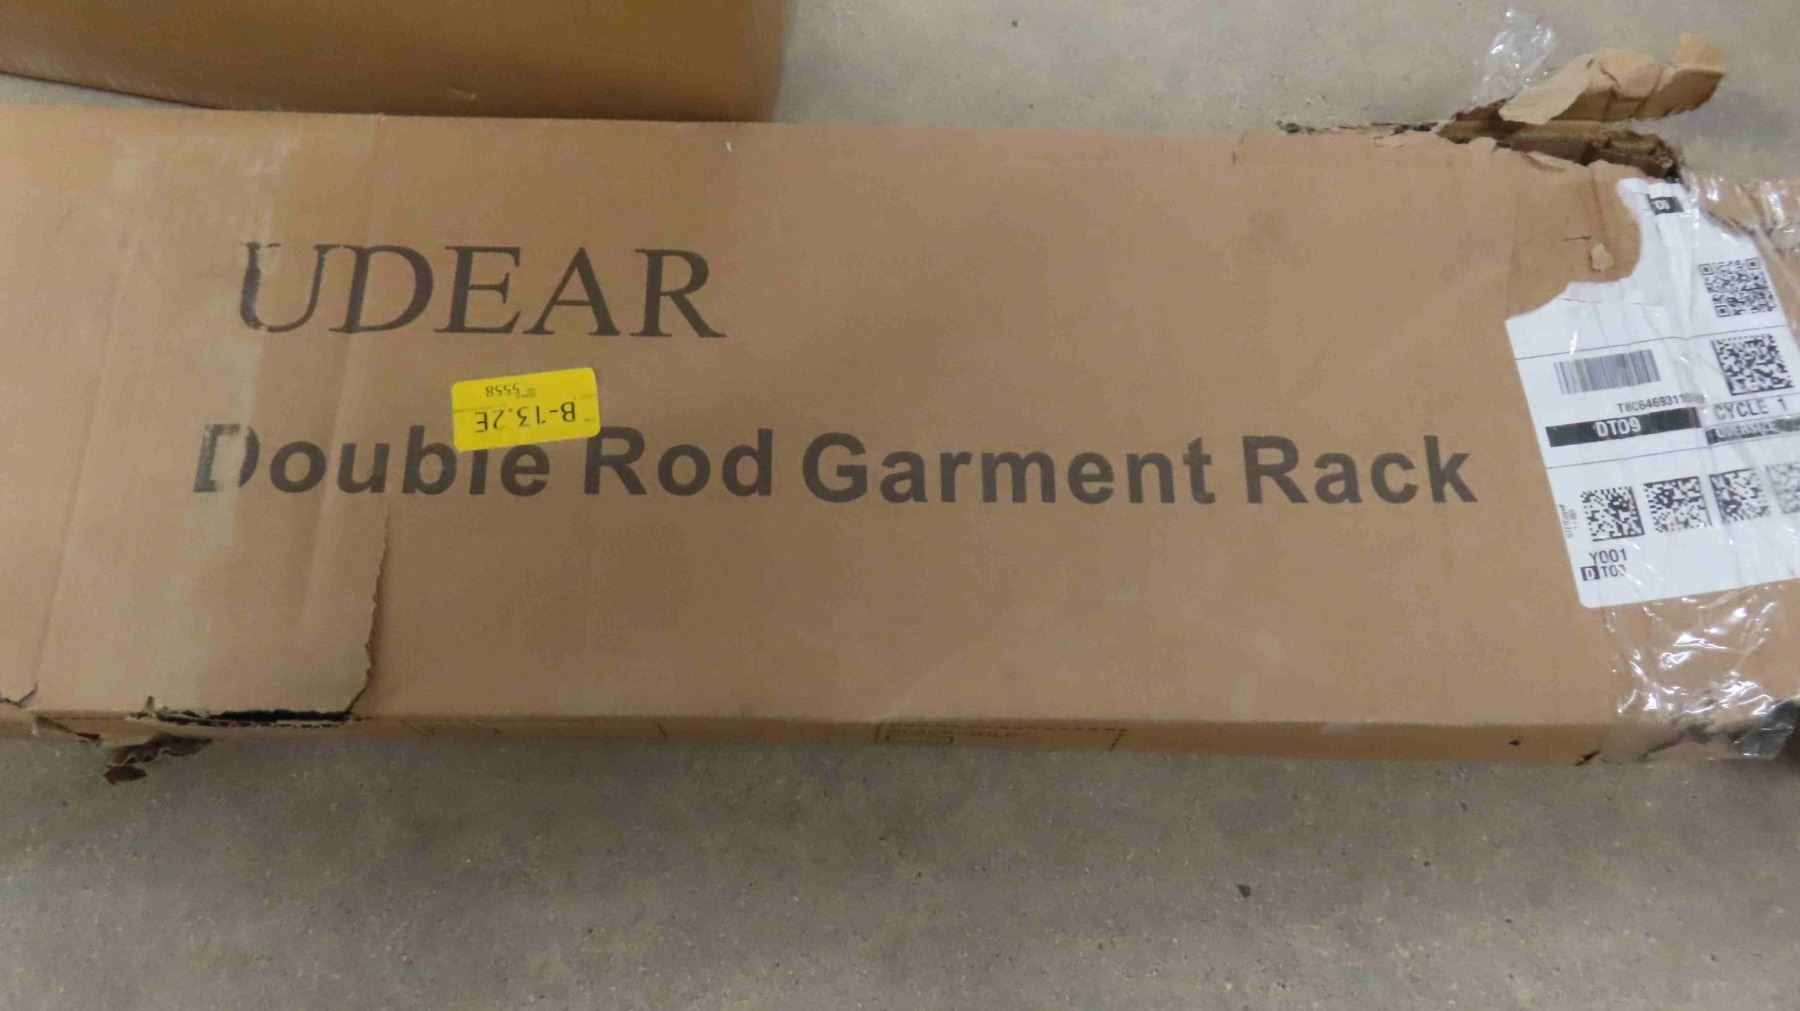 UDEAR
B-13.2E
5558
Double Rod Garment Rack
DT09
CYCLE 1
Y001
D